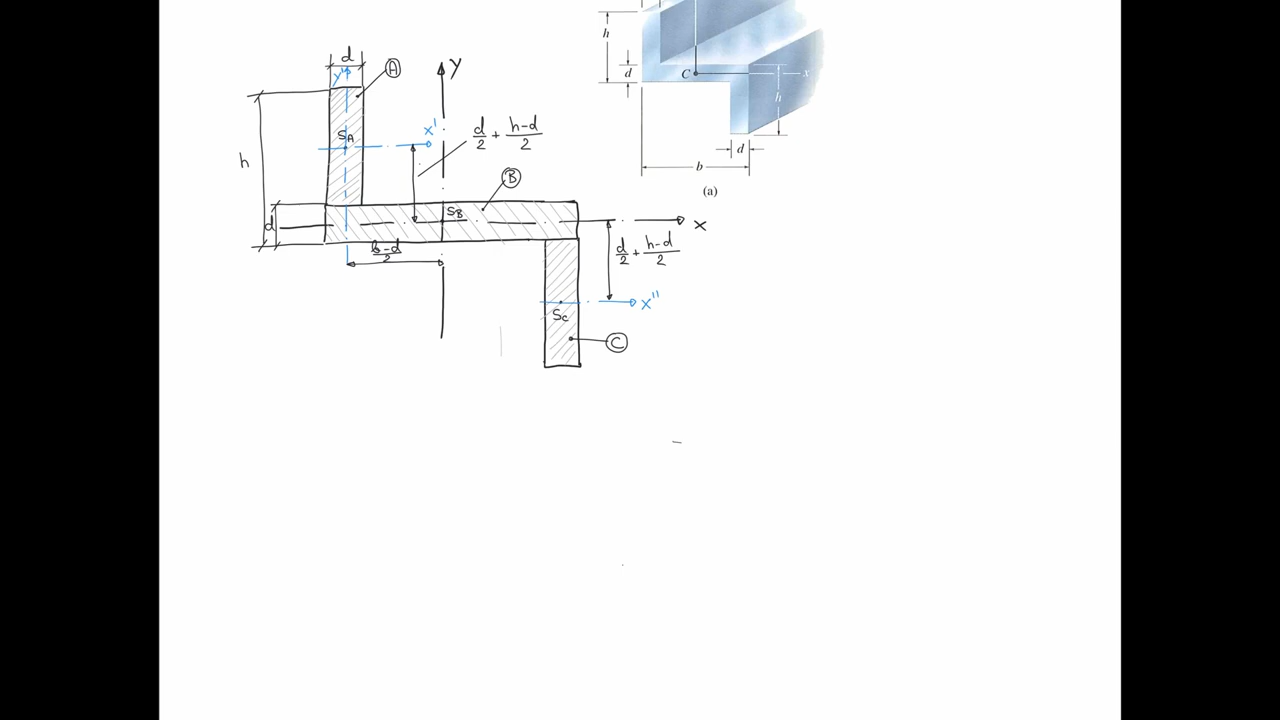 d
A
y
y'
h
S_A
x'
d/2 + (h-d)/2
B
S_B
x
d
(b-d)/2
d/2 + (h-d)/2
x''
S_C
C
h
d
C
x
h
d
b
(a)